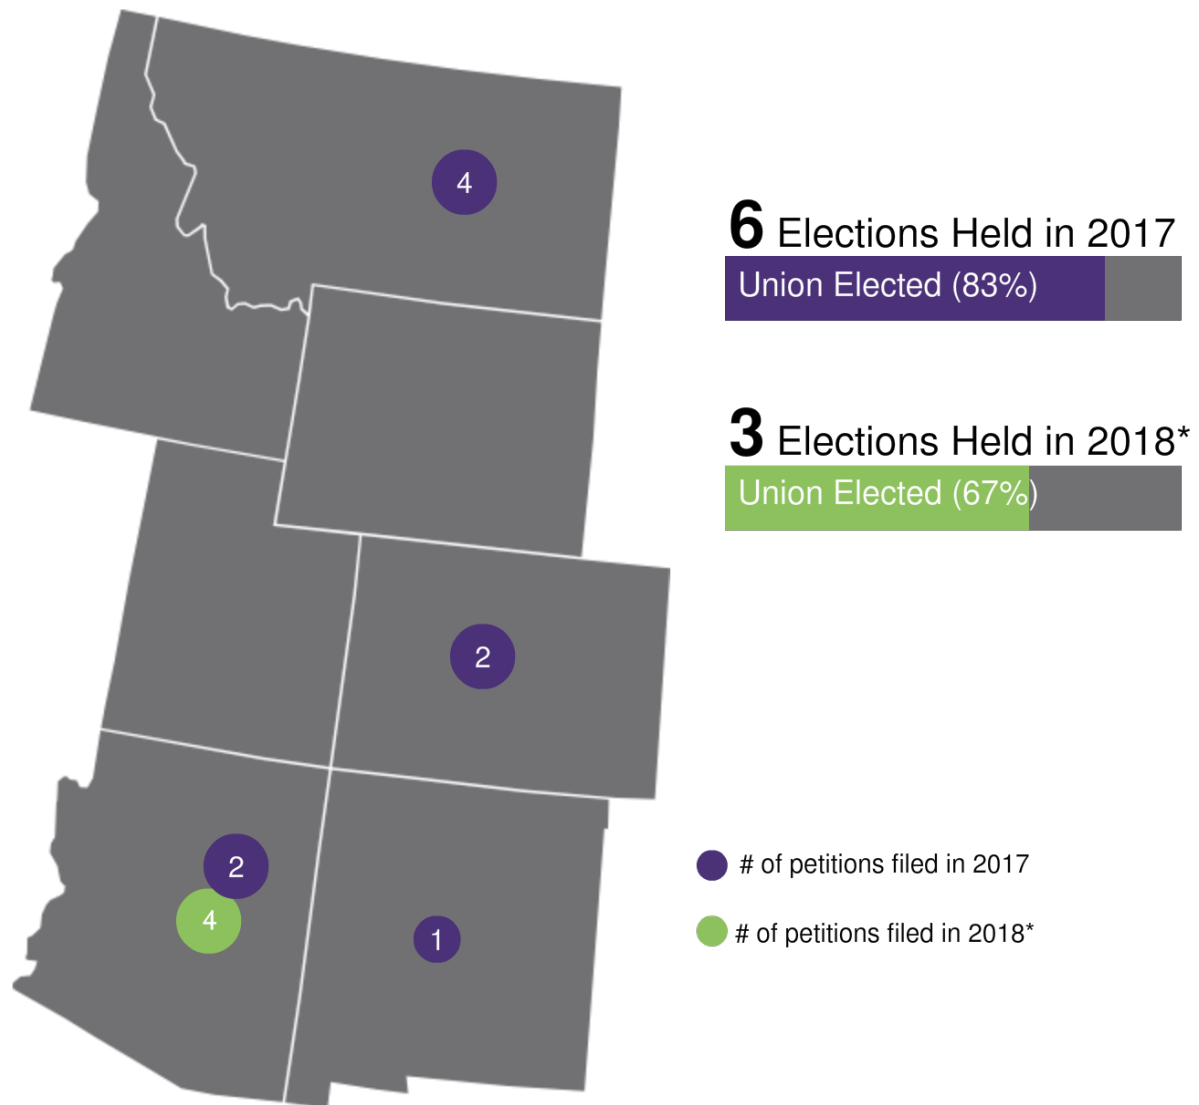 4
6 Elections Held in 2017
Union Elected (83%)
3 Elections Held in 2018*
Union Elected (67%)
2
2
4
1
# of petitions filed in 2017
# of petitions filed in 2018*